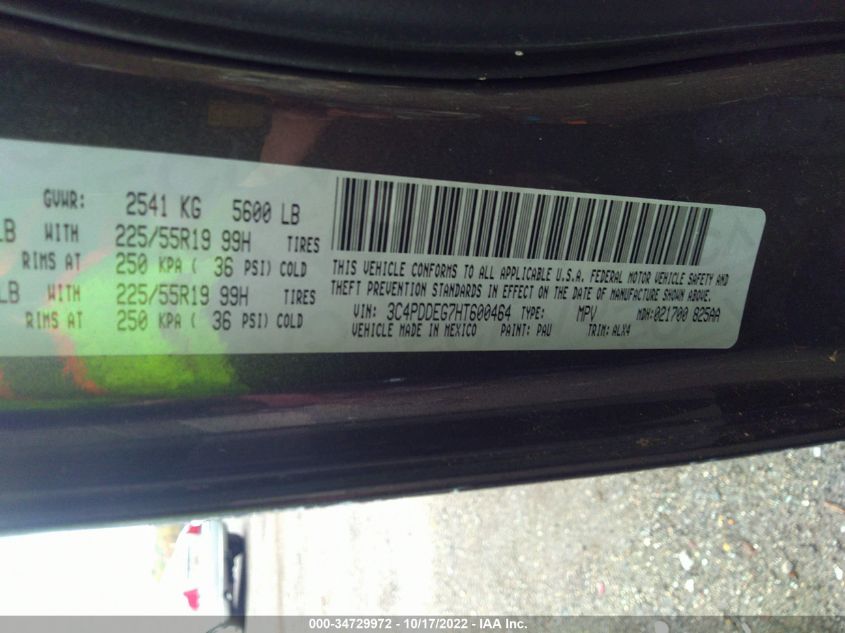 GVWR: 2541 KG 5600 LB
LB WITH 225/55R19 99H TIRES
RIMS AT 250 KPA ( 36 PSI) COLD
LB WITH 225/55R19 99H TIRES
RIMS AT 250 KPA ( 36 PSI) COLD
THIS VEHICLE CONFORMS TO ALL APPLICABLE U.S.A. FEDERAL MOTOR VEHICLE SAFETY AND
THEFT PREVENTION STANDARDS IN EFFECT ON THE DATE OF MANUFACTURE SHOWN ABOVE.
VIN: 3C4PDDEG7HT600464 TYPE: MPV MDH: 021700 825AA
VEHICLE MADE IN MEXICO PAINT: PAU TRIM: ALX4
000-34729972 - 10/17/2022 - IAA Inc.